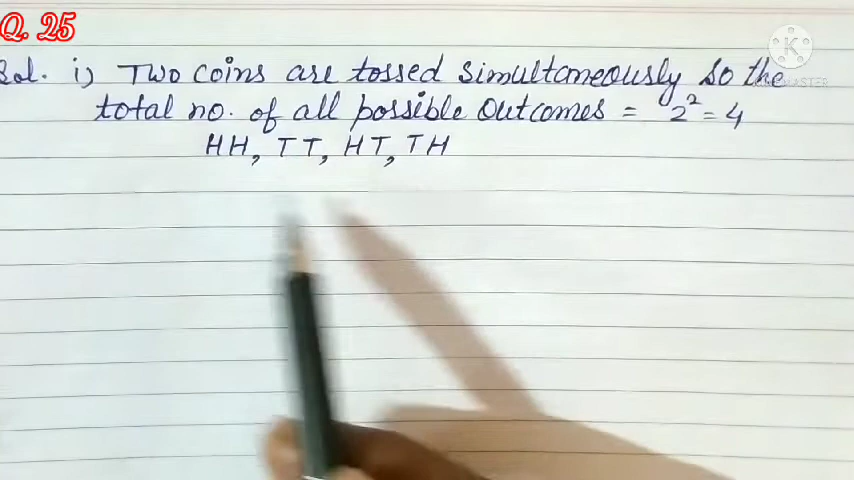 Q. 25
Sol. i) Two coins are tossed simultaneously so the
total no. of all possible outcomes = 2² = 4
HH, TT, HT, TH